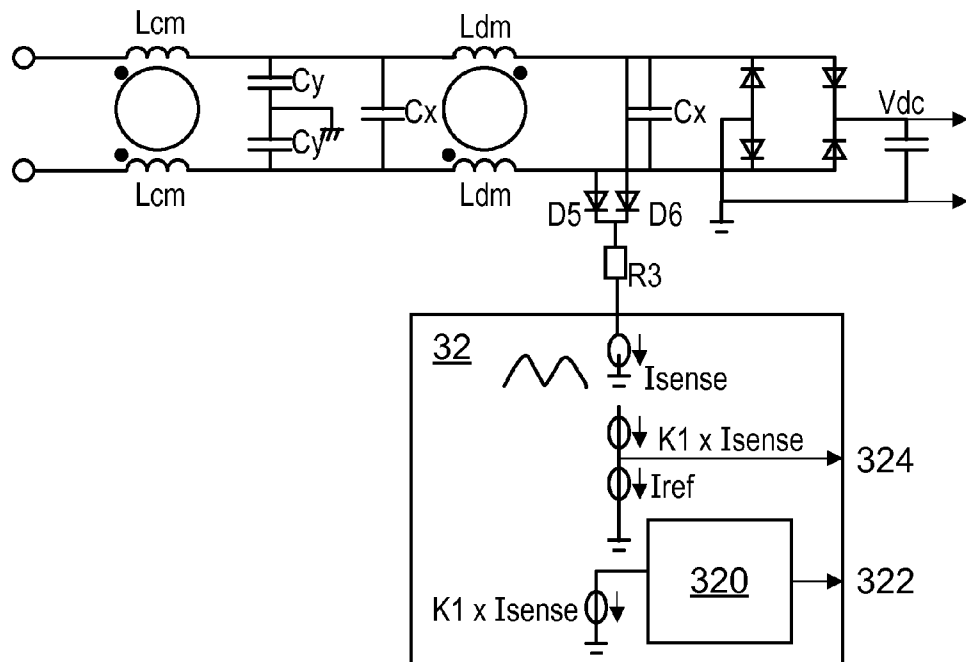 Lcm
Ldm
Cy
Cx
Cx
Vdc
Cy
Lcm
Ldm
D5
D6
R3
32
Isense
K1 x Isense
324
Iref
320
322
K1 x Isense